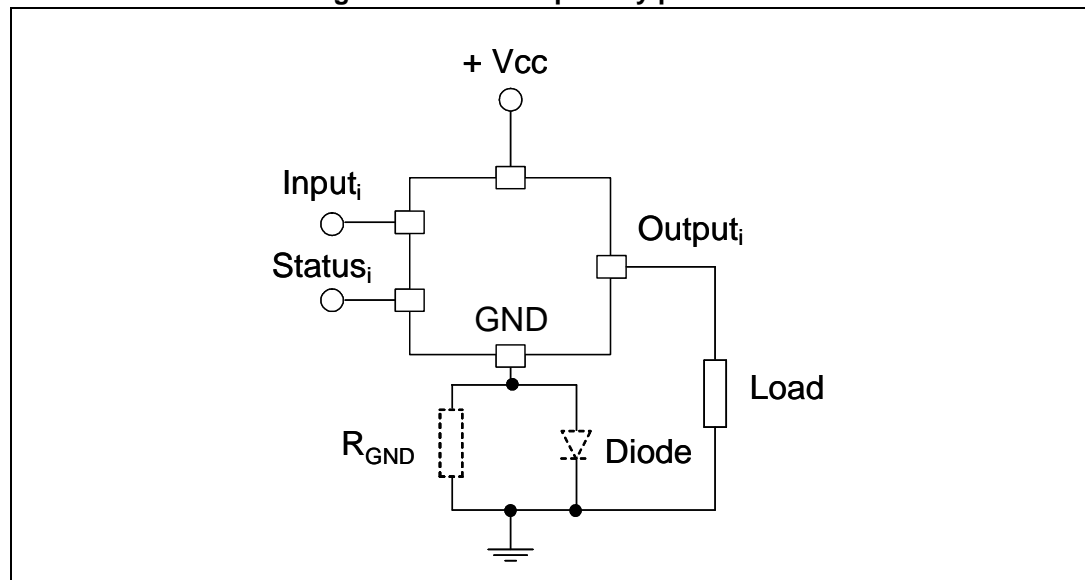 + Vcc
Inputᵢ
Outputᵢ
Statusᵢ
GND
Load
R_GND
Diode